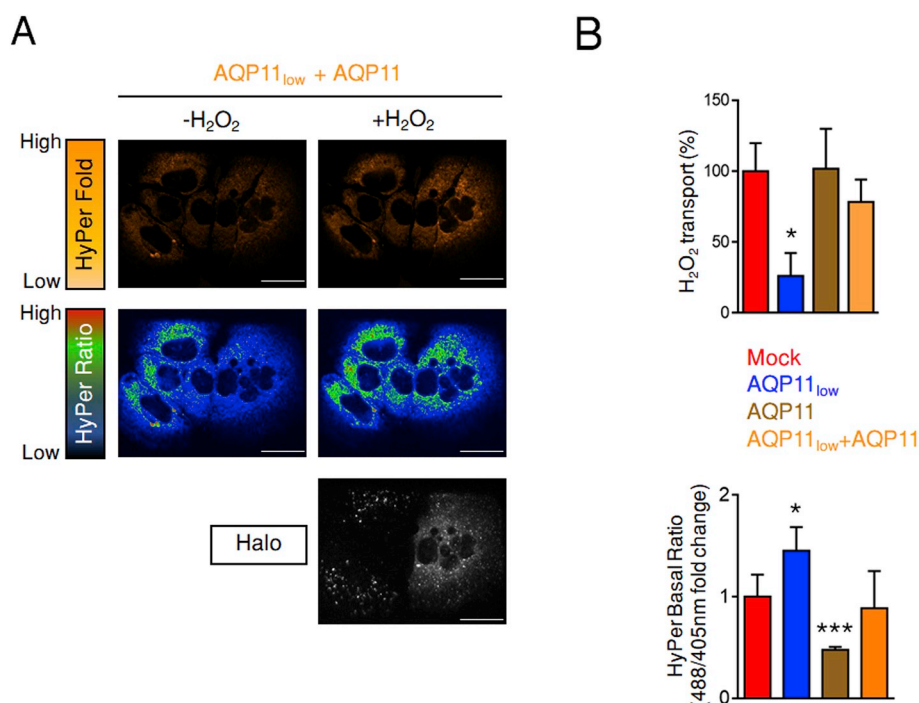 A
AQP11low + AQP11
-H2O2
+H2O2
High
HyPer Fold
Low
High
HyPer Ratio
Low
Halo
B
150
100
50
0
H2O2 transport (%)
*
Mock
AQP11low
AQP11
AQP11low+AQP11
2
1
0
HyPer Basal Ratio
(488/405nm fold change)
*
***